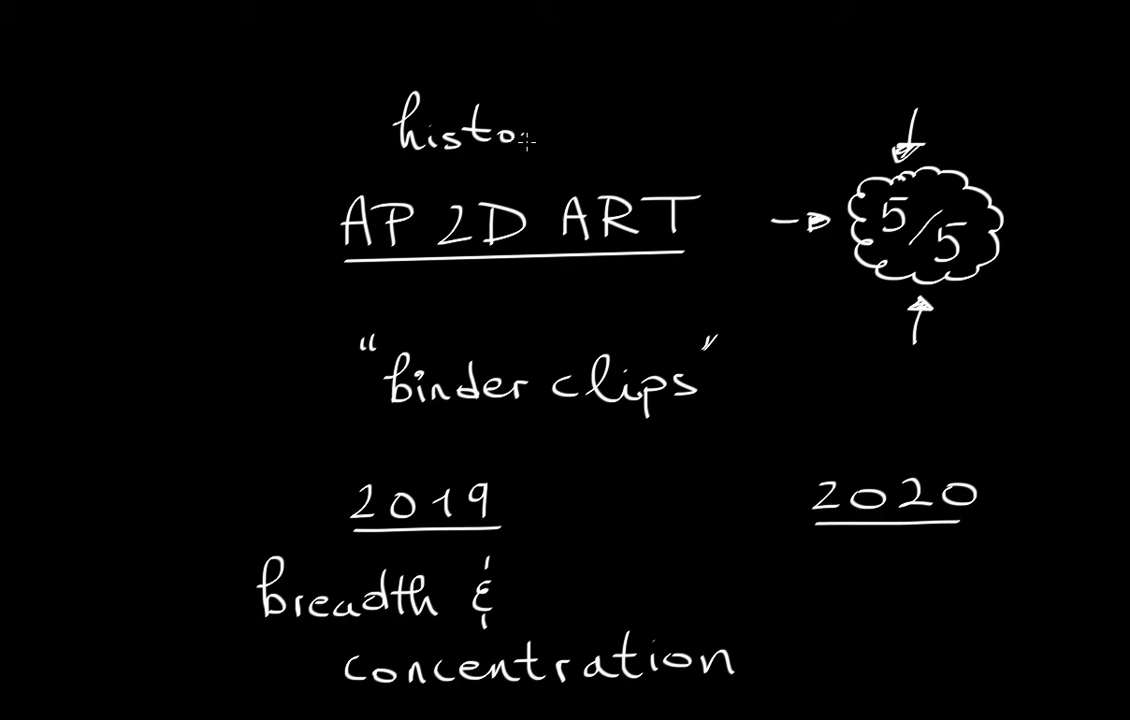 histo
AP 2D ART → 5/5
"binder clips"
2019 2020
breadth &
concentration